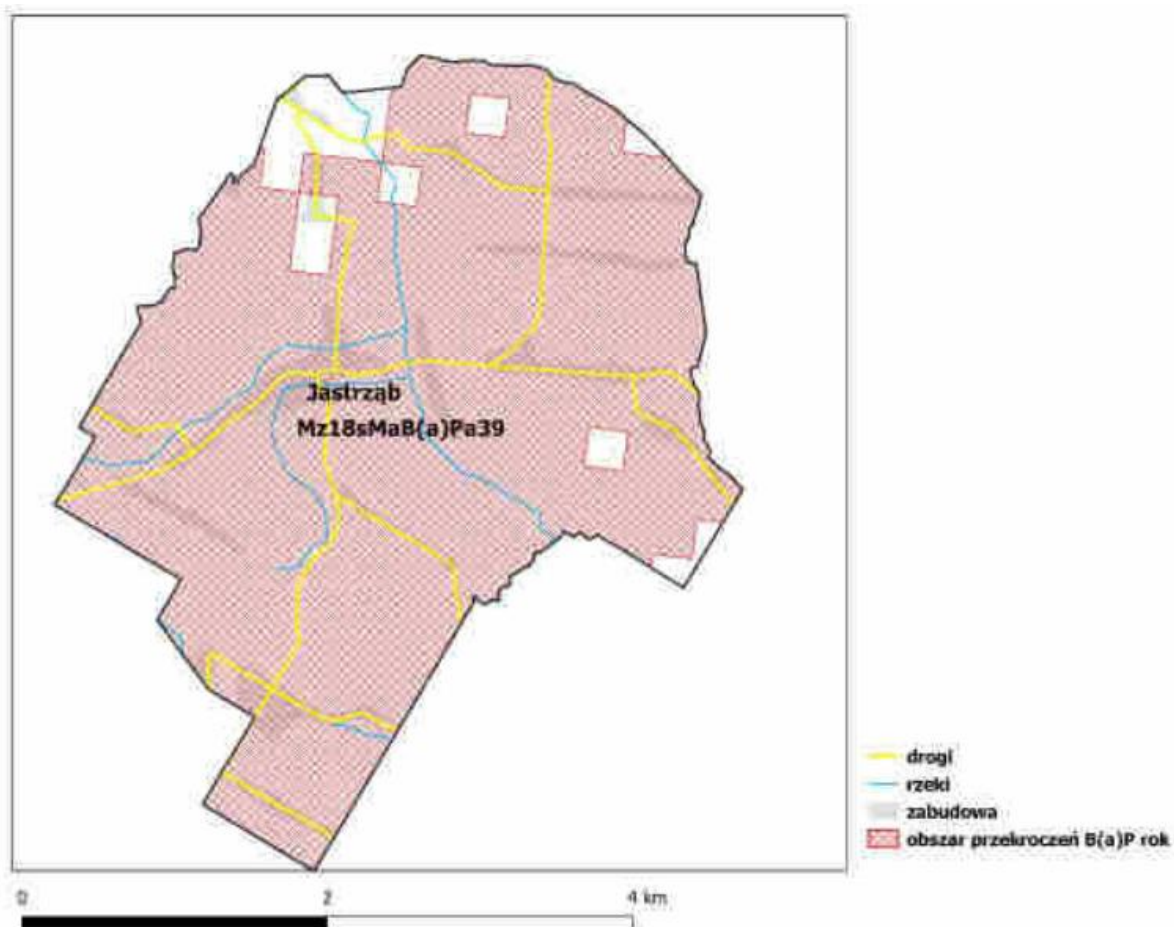 Jastrząb
Mz18sMaB(a)Pa39
drogi
rzeki
zabudowa
obszar przekroczeń B(a)P rok
0 2 4 km